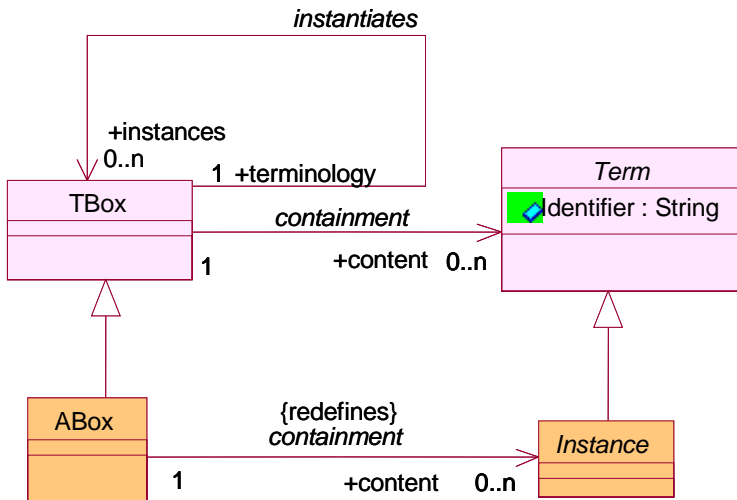 instantiates
+instances
0..n
1 +terminology
TBox
containment
1
+content 0..n
Term
Identifier : String
ABox
{redefines}
containment
1
+content 0..n
Instance